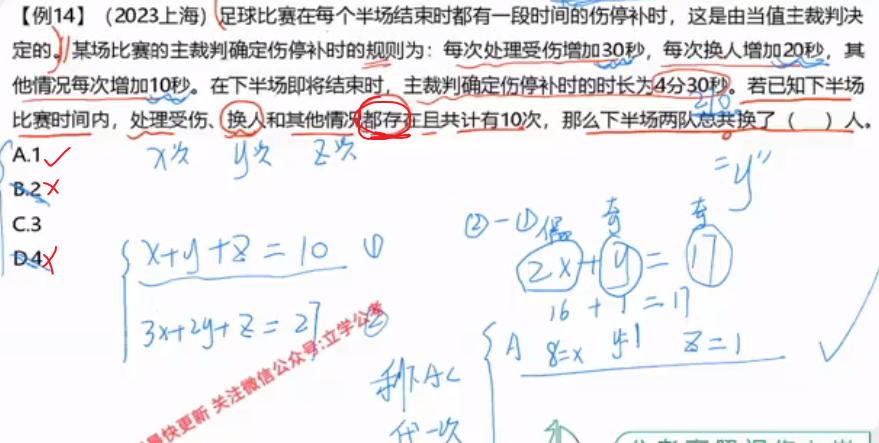 【例14】（2023上海）足球比赛在每个半场结束时都有一段时间的伤停补时，这是由当值主裁判决
定的。某场比赛的主裁判确定伤停补时的规则为：每次处理受伤增加30秒，每次换人增加20秒，其
他情况每次增加10秒。在下半场即将结束时，主裁判确定伤停补时的时长为4分30秒。若已知下半场
270
比赛时间内，处理受伤、换人和其他情况都存在且共计有10次，那么下半场两队总共换了（ ）人。
A.1
x次 y次 z次
= y
B.2
C.3
D.4
x+y+z=10 ①
3x+2y+z=27 ②
②-① 偶 奇 奇
2x+y=17
16+1=17
A 8=x y=1 z=1
剩下AC
代一次
最快更新 关注微信公众号:立学公考